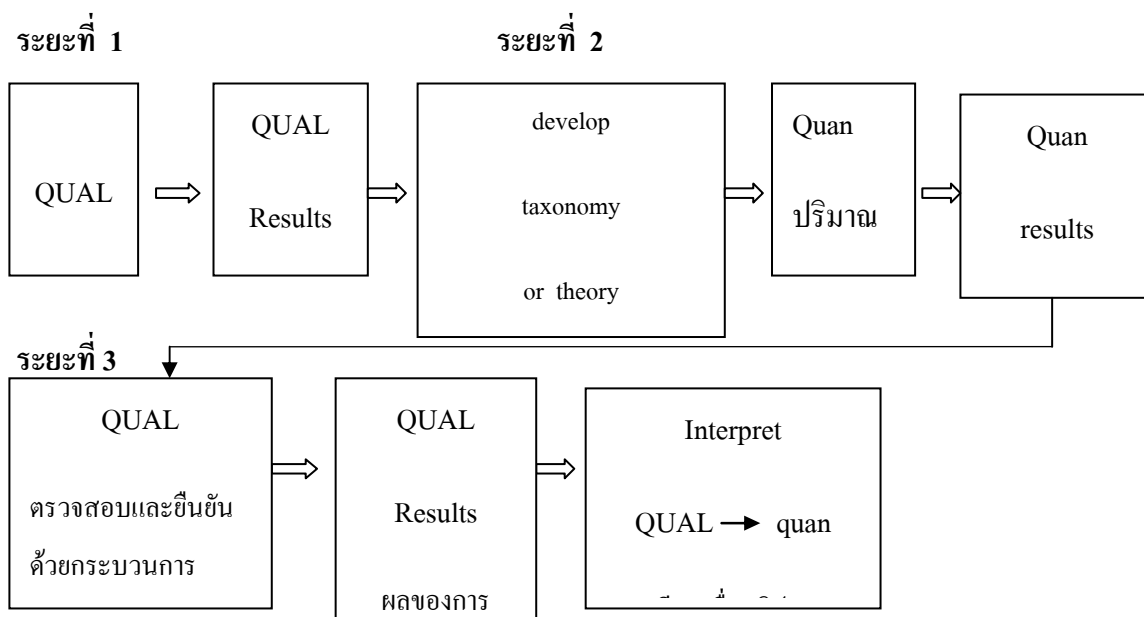 ระยะที่ 1
ระยะที่ 2
QUAL
QUAL
Results
develop
taxonomy
or theory
Quan
ปริมาณ
Quan
results
ระยะที่ 3
QUAL
ตรวจสอบและยืนยัน
ด้วยกระบวนการ
QUAL
Results
ผลของการ
Interpret
QUAL → quan